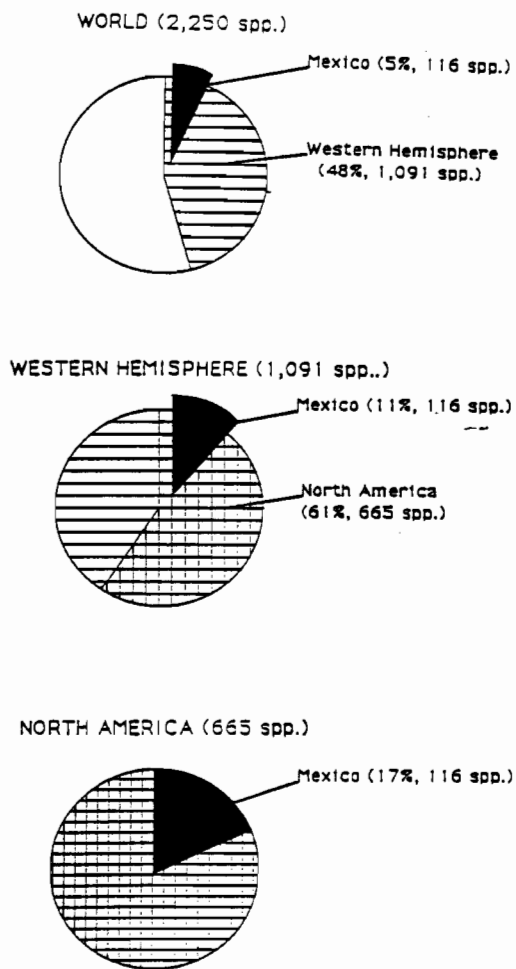 WORLD (2,250 spp.)
Mexico (5%, 116 spp.)
Western Hemisphere
(48%, 1,091 spp.)
WESTERN HEMISPHERE (1,091 spp..)
Mexico (11%, 116 spp.)
North America
(61%, 665 spp.)
NORTH AMERICA (665 spp.)
Mexico (17%, 116 spp.)